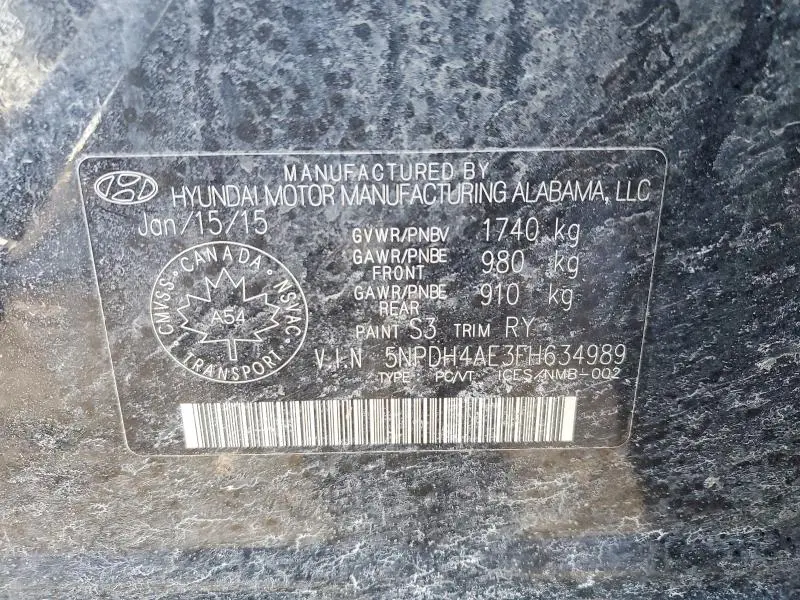 MANUFACTURED BY
HYUNDAI MOTOR MANUFACTURING ALABAMA, LLC
Jan/15/15
GVWR/PNBV 1740 kg
GAWR/PNBE FRONT 980 kg
GAWR/PNBE REAR 910 kg
CANADA
CMVSS NSVAC
A54
TRANSPORT
PAINT S3 TRIM RY
V.I.N 5NPDH4AE3FH634989
TYPE PC/VT ICES/NMB-002